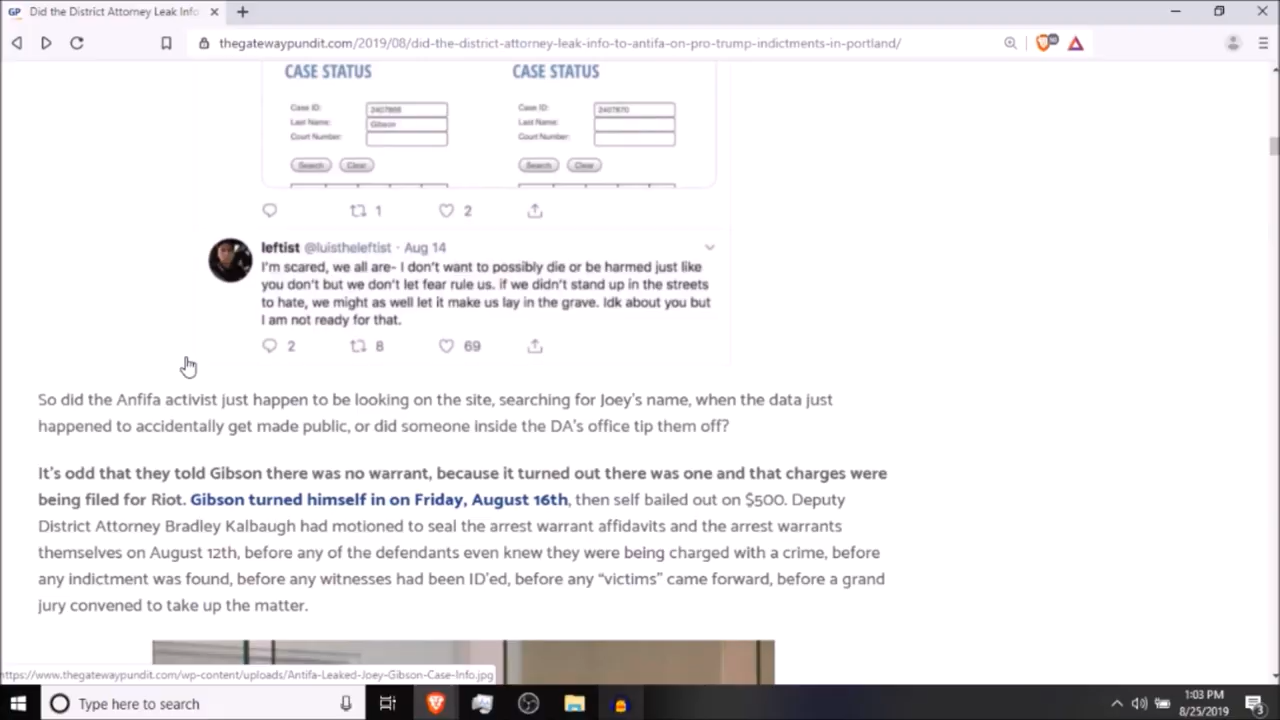 GP Did the District Attorney Leak Info
thegatewaypundit.com/2019/08/did-the-district-attorney-leak-info-to-antifa-on-pro-trump-indictments-in-portland/
CASE STATUS CASE STATUS
Case ID: Case ID: 2407870
Last Name: Gibson Last Name:
Court Number: Court Number:
Search Clear Search Clear
1 2
leftist @luistheleftist · Aug 14
I'm scared, we all are- I don't want to possibly die or be harmed just like
you don't but we don't let fear rule us. if we didn't stand up in the streets
to hate, we might as well let it make us lay in the grave. Idk about you but
I am not ready for that.
2 8 69
So did the Anfifa activist just happen to be looking on the site, searching for Joey's name, when the data just
happened to accidentally get made public, or did someone inside the DA's office tip them off?
It's odd that they told Gibson there was no warrant, because it turned out there was one and that charges were
being filed for Riot. Gibson turned himself in on Friday, August 16th, then self bailed out on $500. Deputy
District Attorney Bradley Kalbaugh had motioned to seal the arrest warrant affidavits and the arrest warrants
themselves on August 12th, before any of the defendants even knew they were being charged with a crime, before
any indictment was found, before any witnesses had been ID'ed, before any “victims” came forward, before a grand
jury convened to take up the matter.
https://www.thegatewaypundit.com/wp-content/uploads/Antifa-Leaked-Joey-Gibson-Case-Info.jpg
Type here to search
1:03 PM
8/25/2019
3